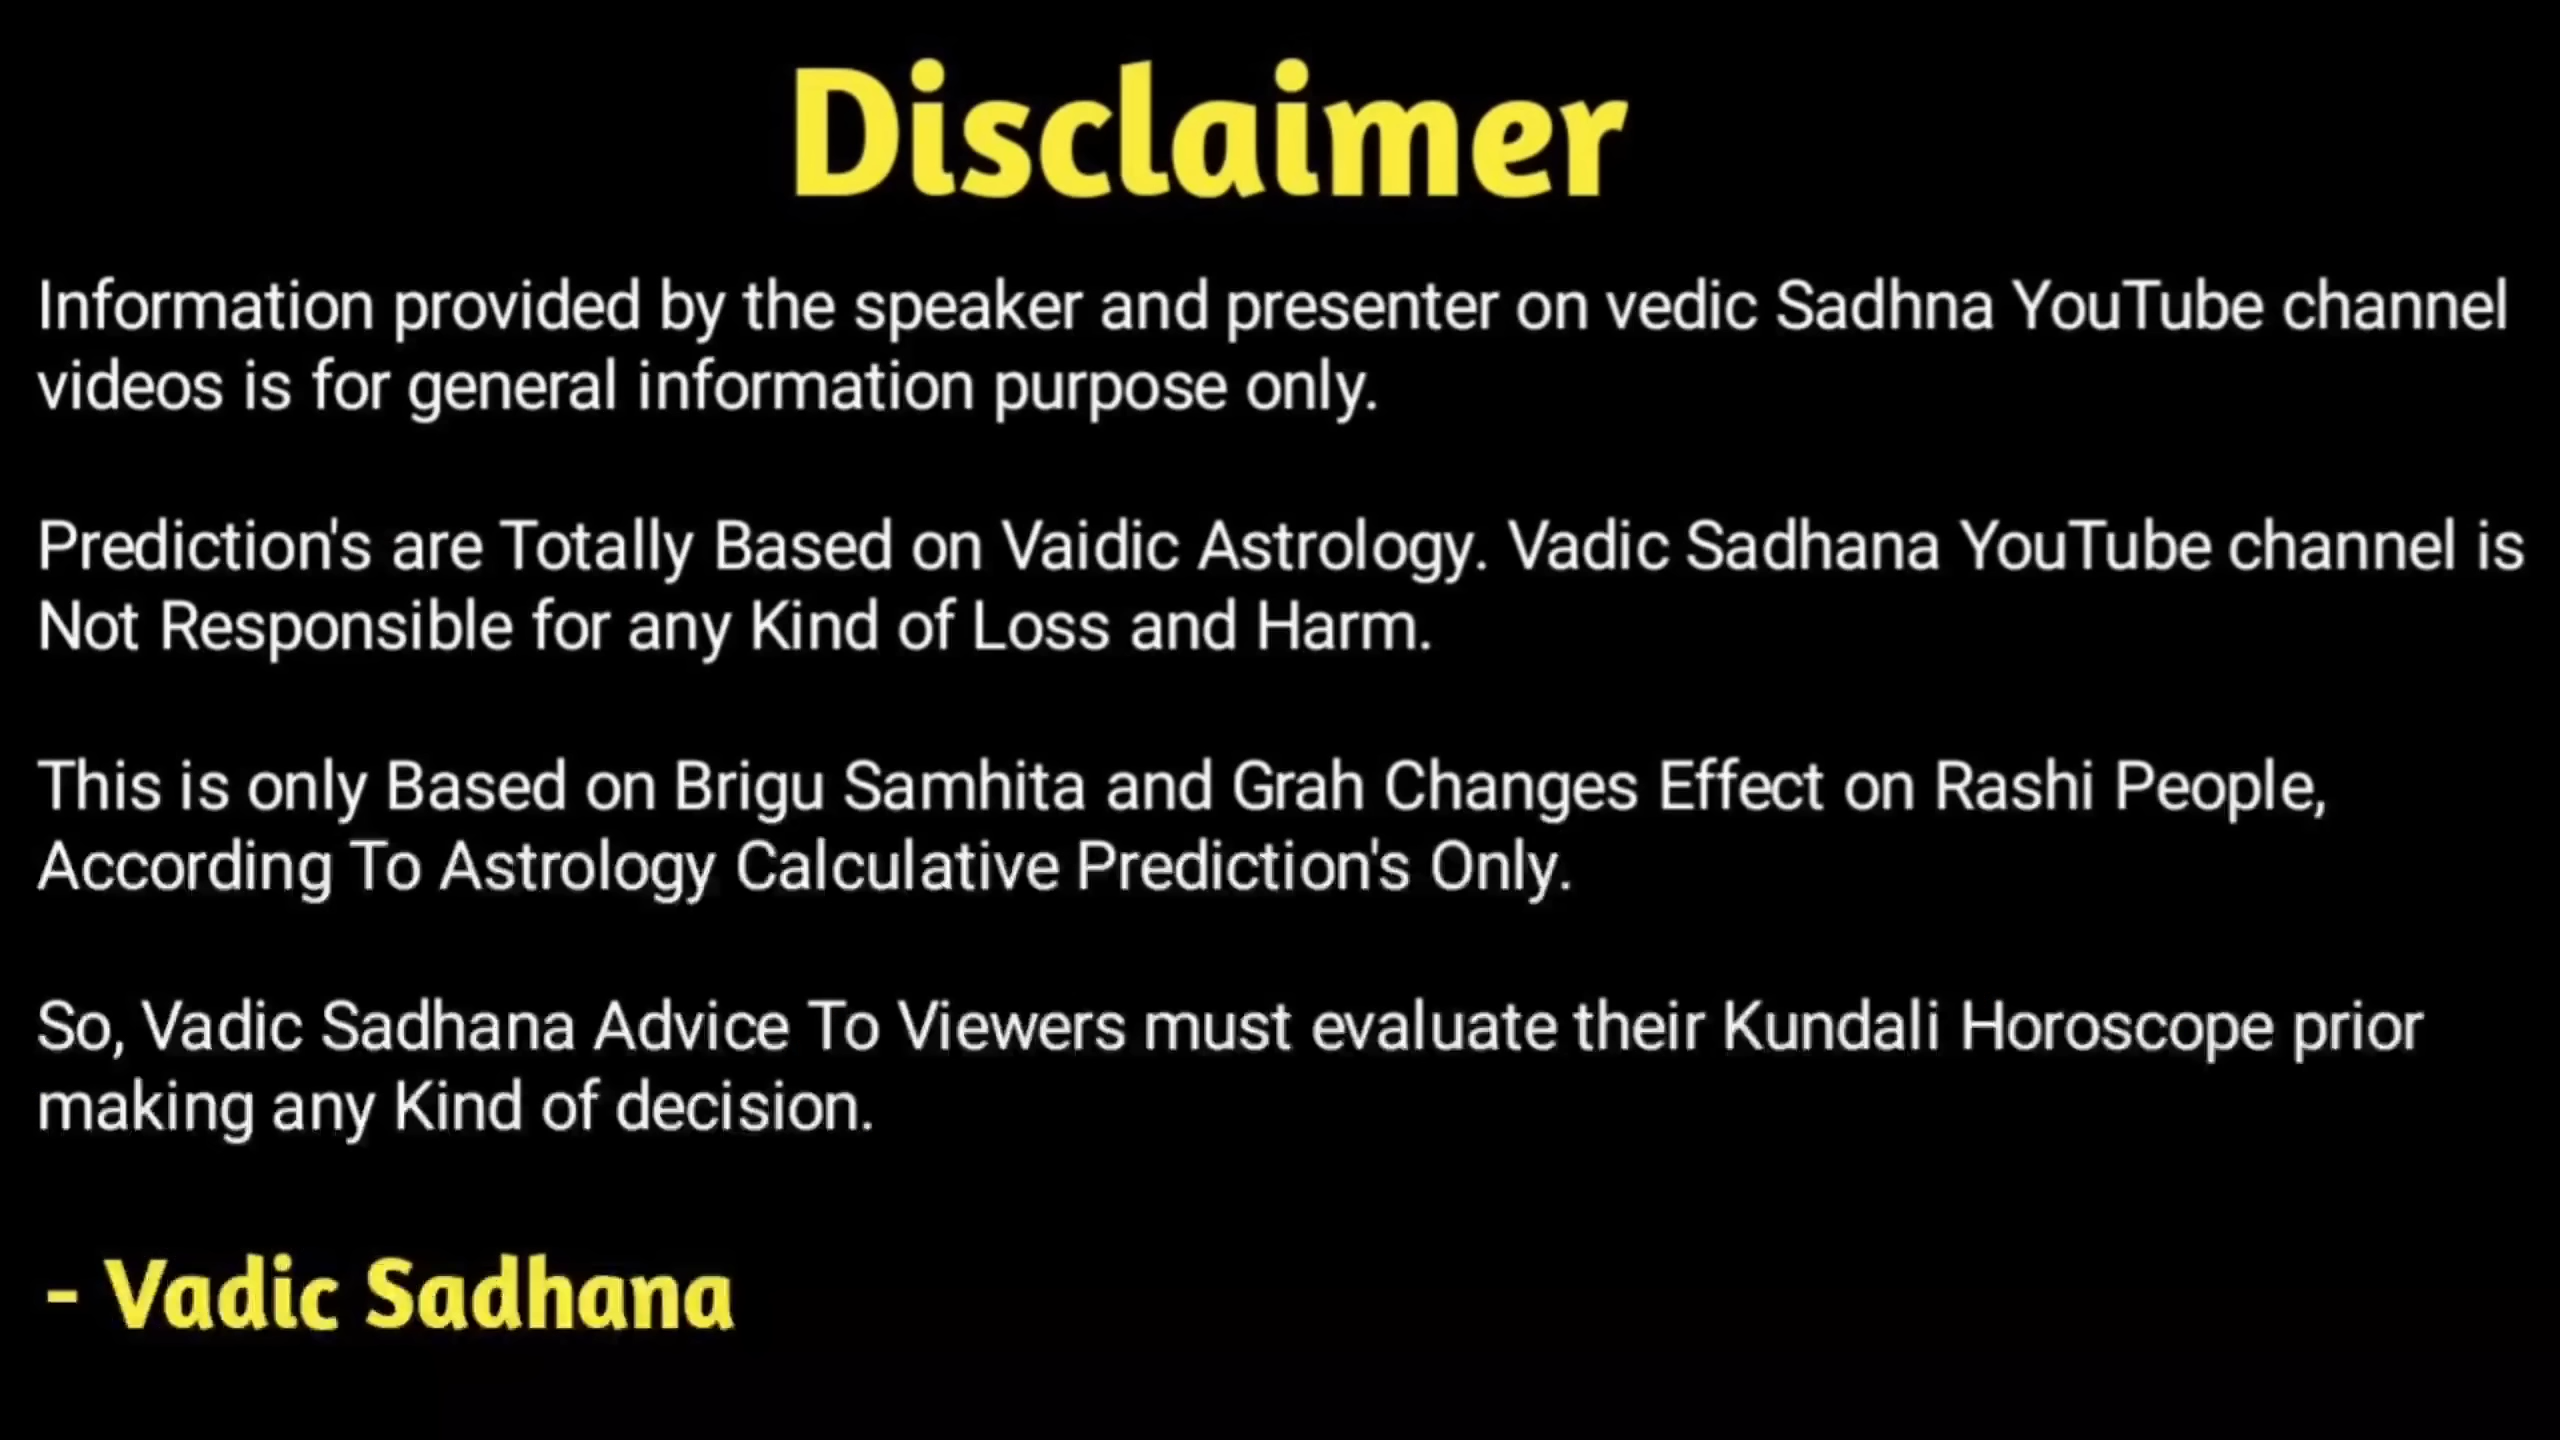 Disclaimer
Information provided by the speaker and presenter on vedic Sadhna YouTube channel
videos is for general information purpose only.
Prediction's are Totally Based on Vaidic Astrology. Vadic Sadhana YouTube channel is
Not Responsible for any Kind of Loss and Harm.
This is only Based on Brigu Samhita and Grah Changes Effect on Rashi People,
According To Astrology Calculative Prediction's Only.
So, Vadic Sadhana Advice To Viewers must evaluate their Kundali Horoscope prior
making any Kind of decision.
- Vadic Sadhana